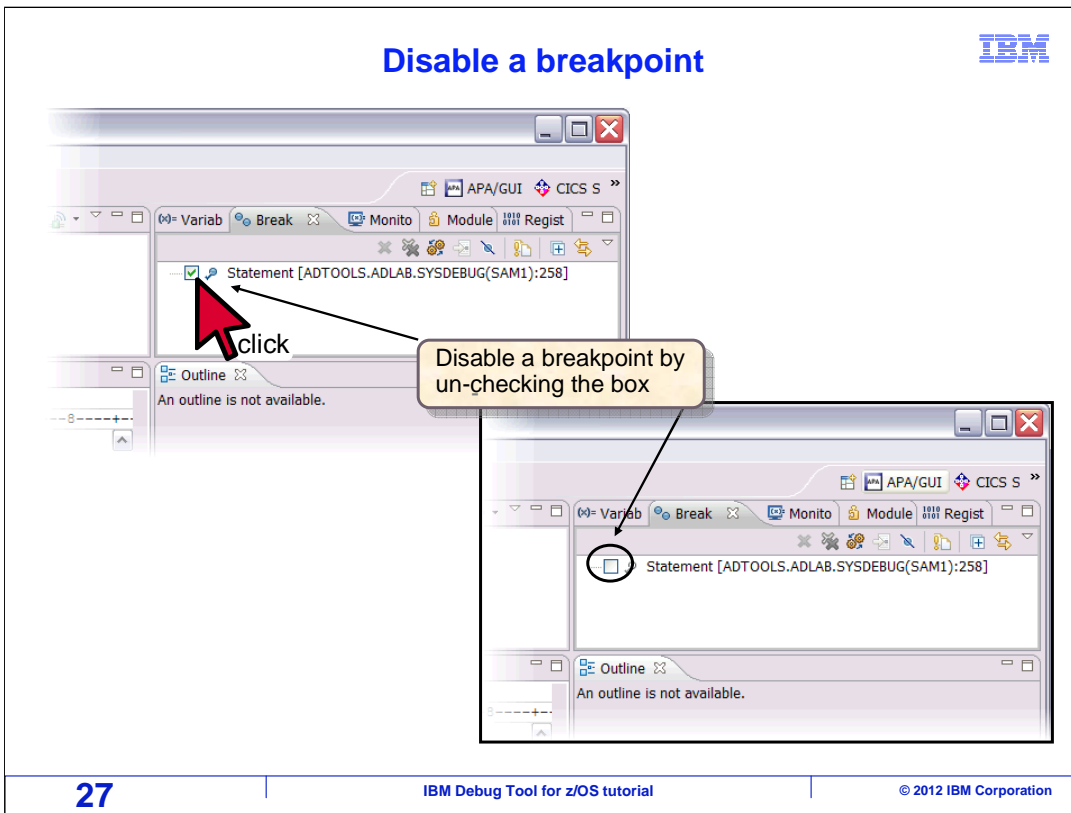 Disable a breakpoint
IBM
APA/GUI CICS S »
(x)= Variab Break Monito Module Regist
Statement [ADTOOLS.ADLAB.SYSDEBUG(SAM1):258]
click
Disable a breakpoint by
un-checking the box
Outline
An outline is not available.
--8----+-
APA/GUI CICS S »
(x)= Variab Break Monito Module Regist
Statement [ADTOOLS.ADLAB.SYSDEBUG(SAM1):258]
Outline
An outline is not available.
8----+-
27
IBM Debug Tool for z/OS tutorial
© 2012 IBM Corporation